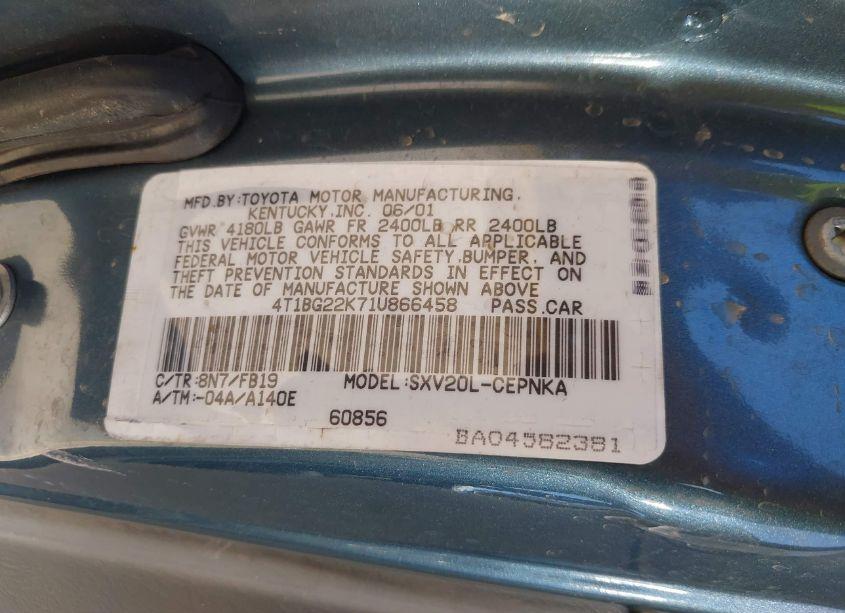 MFD.BY:TOYOTA MOTOR MANUFACTURING,
KENTUCKY,INC. 06/01
GVWR 4180LB GAWR FR 2400LB RR 2400LB
THIS VEHICLE CONFORMS TO ALL APPLICABLE
FEDERAL MOTOR VEHICLE SAFETY,BUMPER, AND
THEFT PREVENTION STANDARDS IN EFFECT ON
THE DATE OF MANUFACTURE SHOWN ABOVE
4T1BG22K71U866458 PASS.CAR
C/TR:8N7/FB19 MODEL:SXV20L-CEPNKA
A/TM:-04A/A140E
60856
BA04582381